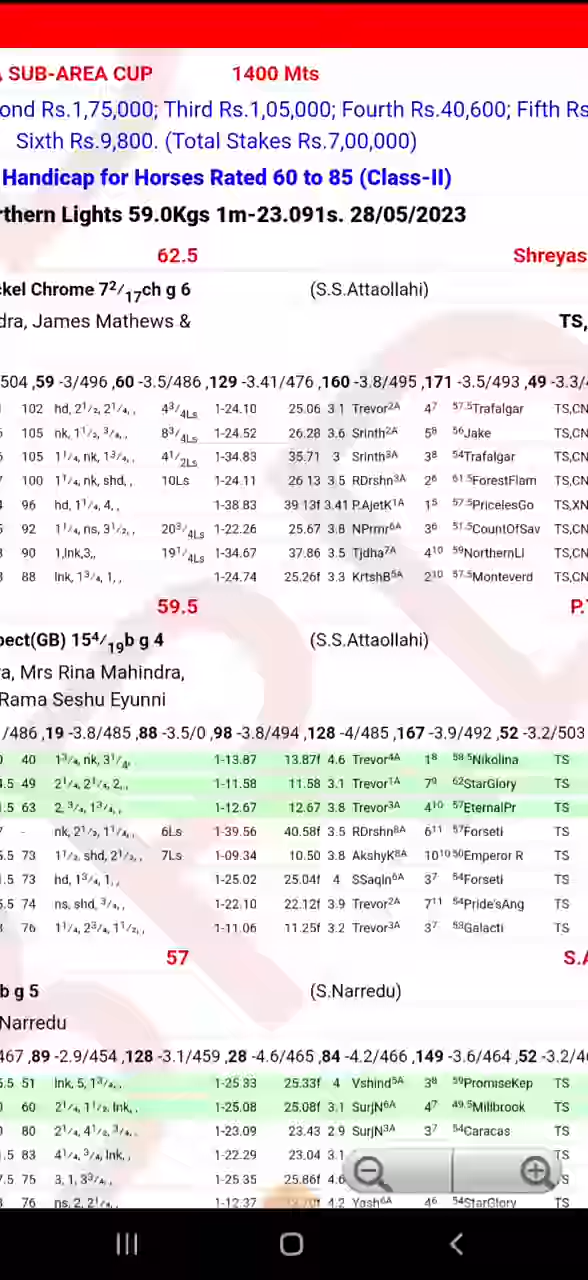 SUB-AREA CUP 1400 Mts
ond Rs.1,75,000; Third Rs.1,05,000; Fourth Rs.40,600; Fifth Rs
Sixth Rs.9,800. (Total Stakes Rs.7,00,000)
Handicap for Horses Rated 60 to 85 (Class-II)
rthern Lights 59.0Kgs 1m-23.091s. 28/05/2023
62.5 Shreyas
kel Chrome 7²/₁₇ch g 6 (S.S.Attaollahi)
dra, James Mathews & TS,
504 ,59 -3/496 ,60 -3.5/486 ,129 -3.41/476 ,160 -3.8/495 ,171 -3.5/493 ,49 -3.3/
102 hd, 2¹/₂, 2¹/₄, , 4³/₄Ls 1-24.10 25.06 3 1 Trevor²ᴬ 4⁷ ⁵⁷·⁵Trafalgar TS,CN
105 nk, 1¹/₂, ³/₄, , 8³/₄Ls 1-24.52 26.28 3.6 Srinth²ᴬ 5⁸ ⁵⁶Jake TS,CN
105 1¹/₄, nk, 1³/₄, , 4¹/₂Ls 1-34.83 35.71 3 Srinth³ᴬ 3⁸ ⁵⁴Trafalgar TS,CN
100 1¹/₄, nk, shd, , 10Ls 1-24.11 26 13 3.5 RDrshn³ᴬ 2⁶ ⁶¹·⁵ForestFlam TS,CN
96 hd, 1¹/₄, 4, , 1-38.83 39 13f 3.41 P.AjetK¹ᴬ 1⁵ ⁵⁷·⁵PricelesGo TS,XN
92 1¹/₄, ns, 3¹/₂, , 20³/₄Ls 1-22.26 25.67 3.8 NPrmr⁶ᴬ 3⁶ ⁵¹·⁵CountOfSav TS,CN
90 1,lnk,3,, 19¹/₄Ls 1-34.67 37.86 3.5 Tjdha⁷ᴬ 4¹⁰ ⁵⁹NorthernLI TS,CN
88 lnk, 1³/₄, 1, , 1-24.74 25.26f 3.3 KrtshB⁵ᴬ 2¹⁰ ⁵⁷·⁵Monteverd TS,CN
59.5 P.
pect(GB) 15⁴/₁₉b g 4 (S.S.Attaollahi)
ra, Mrs Rina Mahindra,
Rama Seshu Eyunni
/486 ,19 -3.8/485 ,88 -3.5/0 ,98 -3.8/494 ,128 -4/485 ,167 -3.9/492 ,52 -3.2/503
40 1³/₄, nk, 3¹/₄, 1-13.87 13.87f 4.6 Trevor⁴ᴬ 1⁸ ⁵⁸·⁵Nikolina TS
.5 49 2¹/₄, 2¹/₄, 2, , 1-11.58 11.58 3.1 Trevor¹ᴬ 7⁹ ⁶²StarGlory TS
.5 63 2, ³/₄, 1³/₄, , 1-12.67 12.67 3.8 Trevor³ᴬ 4¹⁰ ⁵⁷EternalPr TS
- nk, 2¹/₂, 1¹/₄, , 6Ls 1-39.56 40.58f 3.5 RDrshn⁸ᴬ 6¹¹ ⁵⁷Forseti TS
5.5 73 1¹/₂, shd, 2¹/₂, , 7Ls 1-09.34 10.50 3.8 AkshyK⁸ᴬ 10¹⁰ ⁵⁰Emperor R TS
.5 73 hd, 1³/₄, 1, , 1-25.02 25.04f 4 SSaqln⁶ᴬ 3⁷ ⁵⁴Forseti TS
5.5 74 ns, shd, ³/₄, , 1-22.10 22.12f 3.9 Trevor²ᴬ 7¹¹ ⁵⁴Pride'sAng TS
76 1¹/₄, 2³/₄, 1¹/₂, , 1-11.06 11.25f 3.2 Trevor³ᴬ 3⁷ ⁵⁹Galacti TS
57 S.
b g 5 (S.Narredu)
Narredu
467 ,89 -2.9/454 ,128 -3.1/459 ,28 -4.6/465 ,84 -4.2/466 ,149 -3.6/464 ,52 -3.2/4
5.5 51 lnk, 5, 1³/₄, , 1-25 33 25.33f 4 Vshind⁵ᴬ 3⁸ ⁵⁹PromiseKep TS
60 2¹/₄, 1¹/₂, lnk, , 1-25.08 25.08f 3.1 SurjN⁶ᴬ 4⁷ ⁴⁹·⁵Millbrook TS
80 2¹/₄, 4¹/₂, ³/₄, , 1-23.09 23.43 2.9 SurjN³ᴬ 3⁷ ⁵⁴Caracas TS
.5 83 4¹/₄, ³/₄, lnk, , 1-22.29 23.04 3.1 TS
7.5 75 3, 1, 3³/₄, , 1-25 35 25.86f 4.6
76 ns, 2, 2¹/₄, , 1-12.37 4.2 Yash⁶ᴬ 4⁶ ⁵⁴StarGlory TS